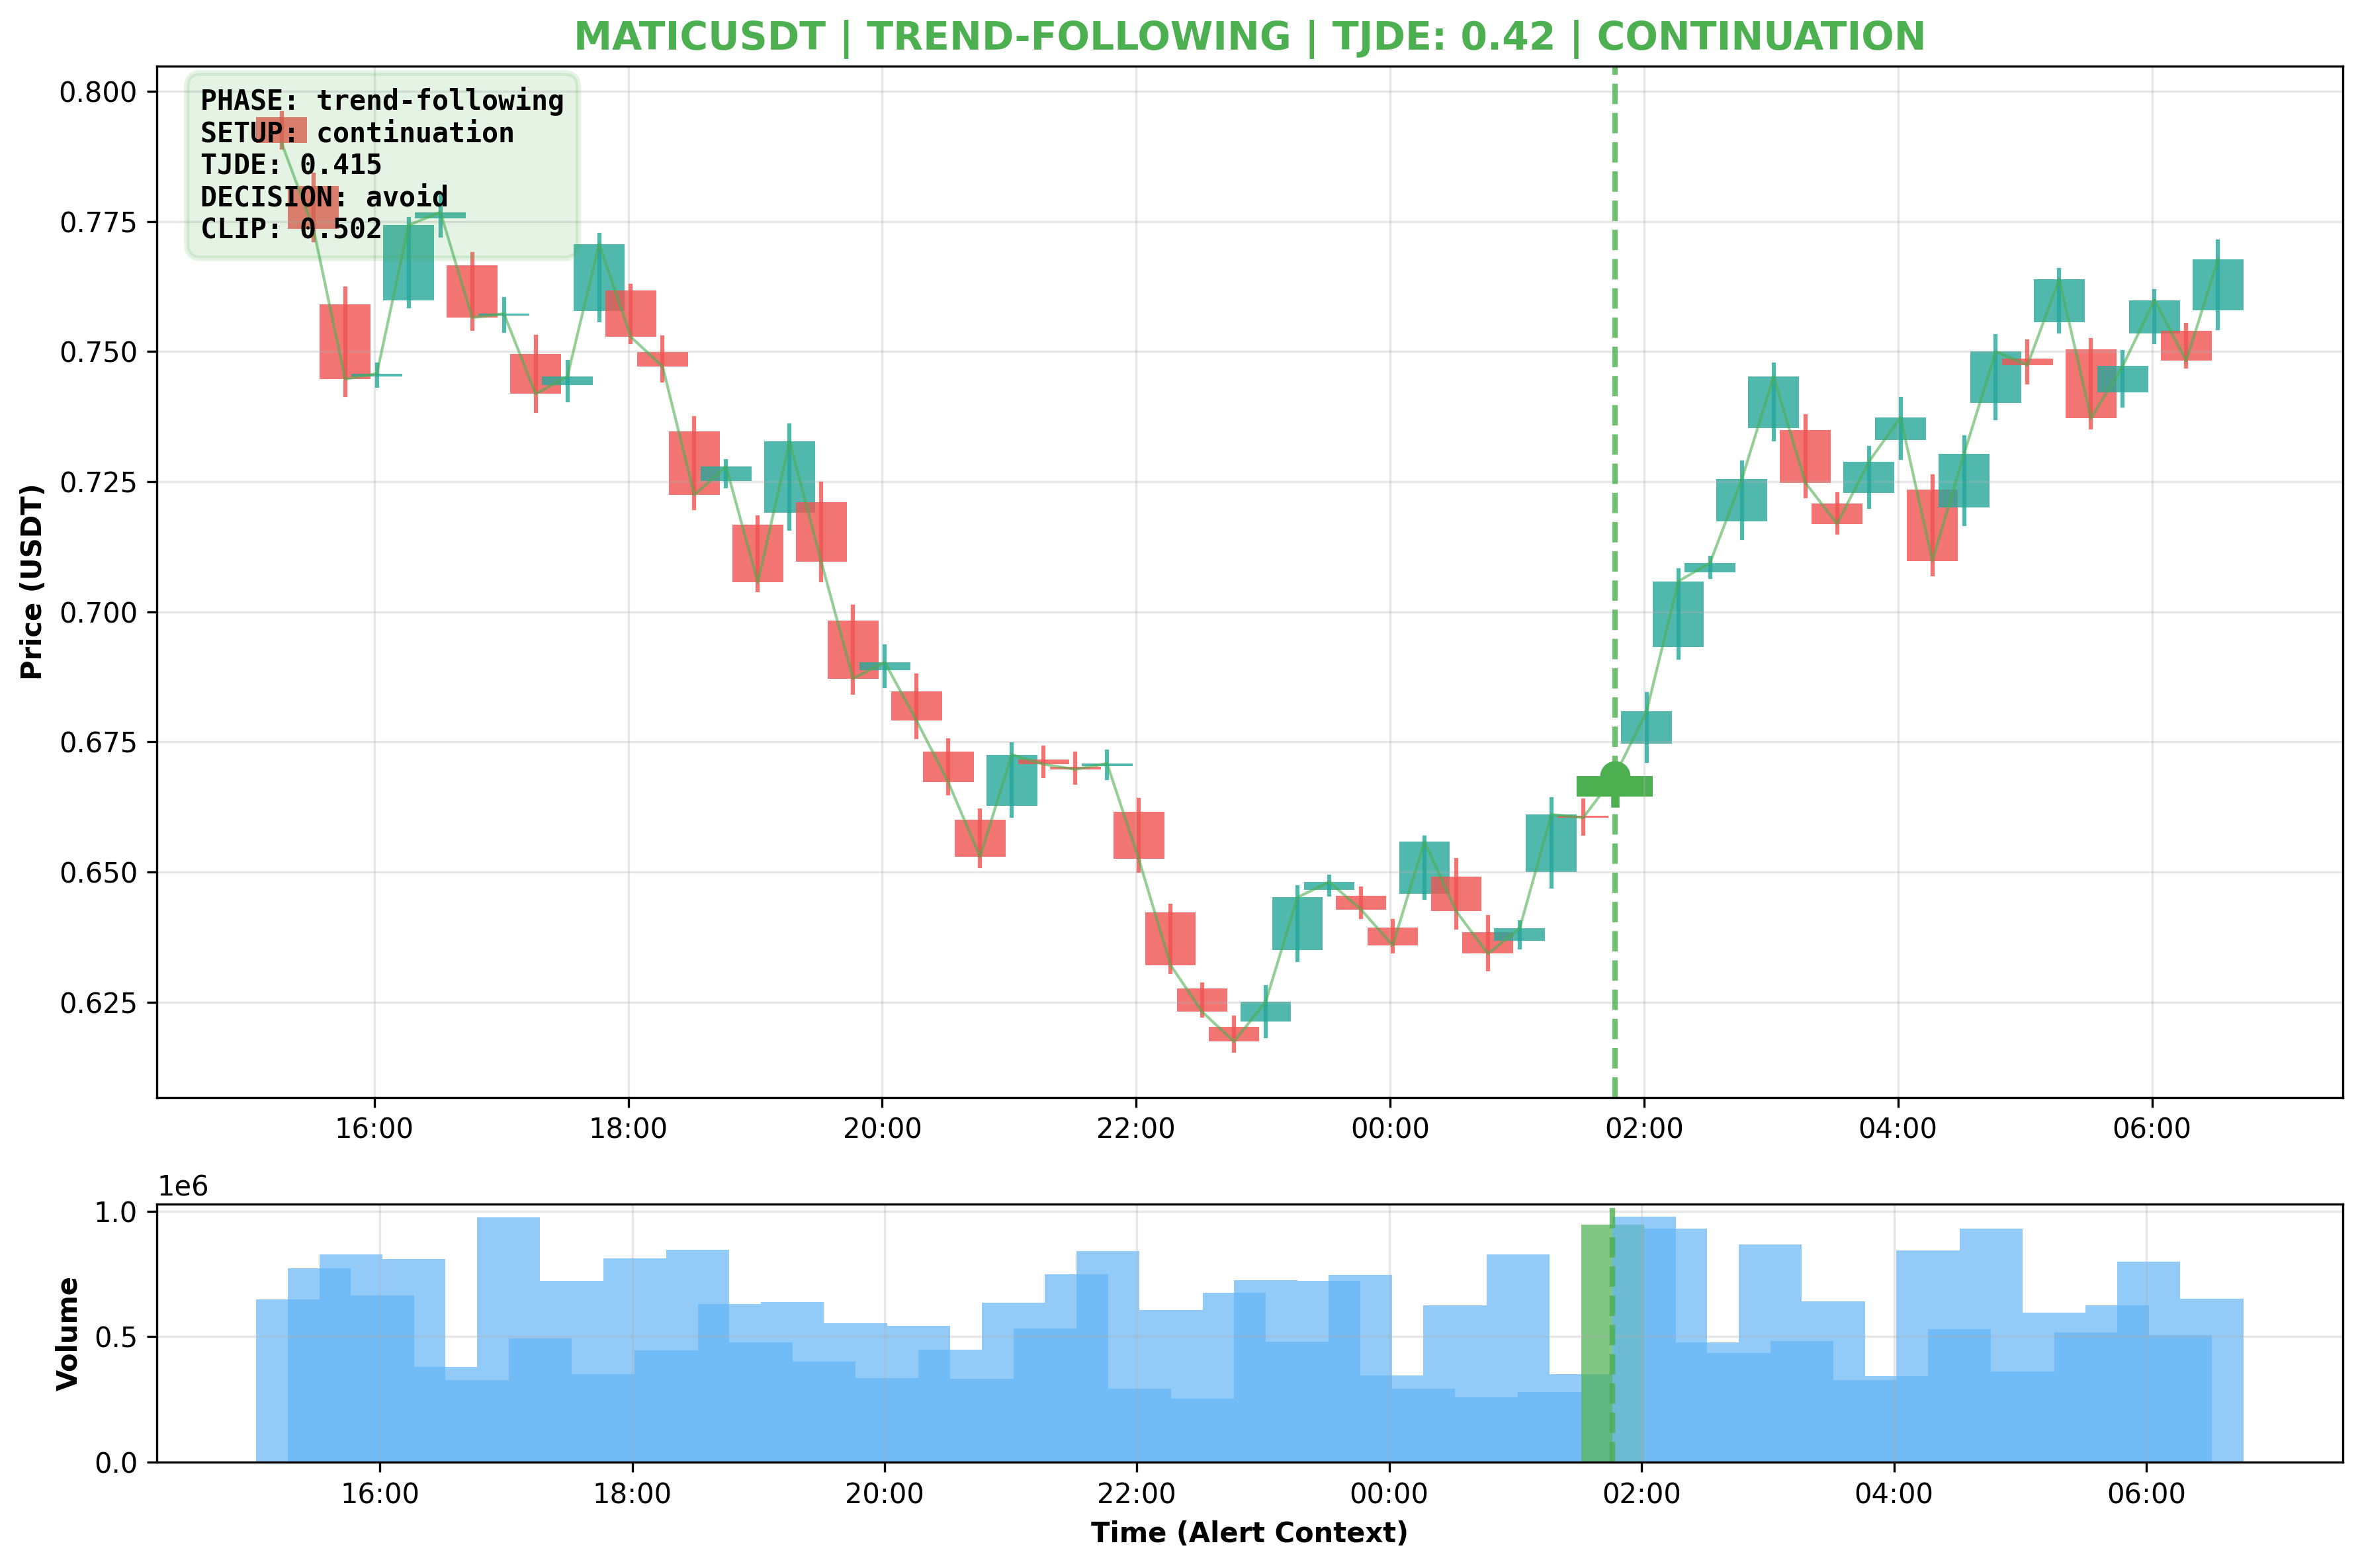 MATICUSDT | TREND-FOLLOWING | TJDE: 0.42 | CONTINUATION
PHASE: trend-following
SETUP: continuation
TJDE: 0.415
DECISION: avoid
CLIP: 0.502
Price (USDT)
0.800
0.775
0.750
0.725
0.700
0.675
0.650
0.625
16:00 18:00 20:00 22:00 00:00 02:00 04:00 06:00
1e6
Volume
1.0
0.5
0.0
16:00 18:00 20:00 22:00 00:00 02:00 04:00 06:00
Time (Alert Context)